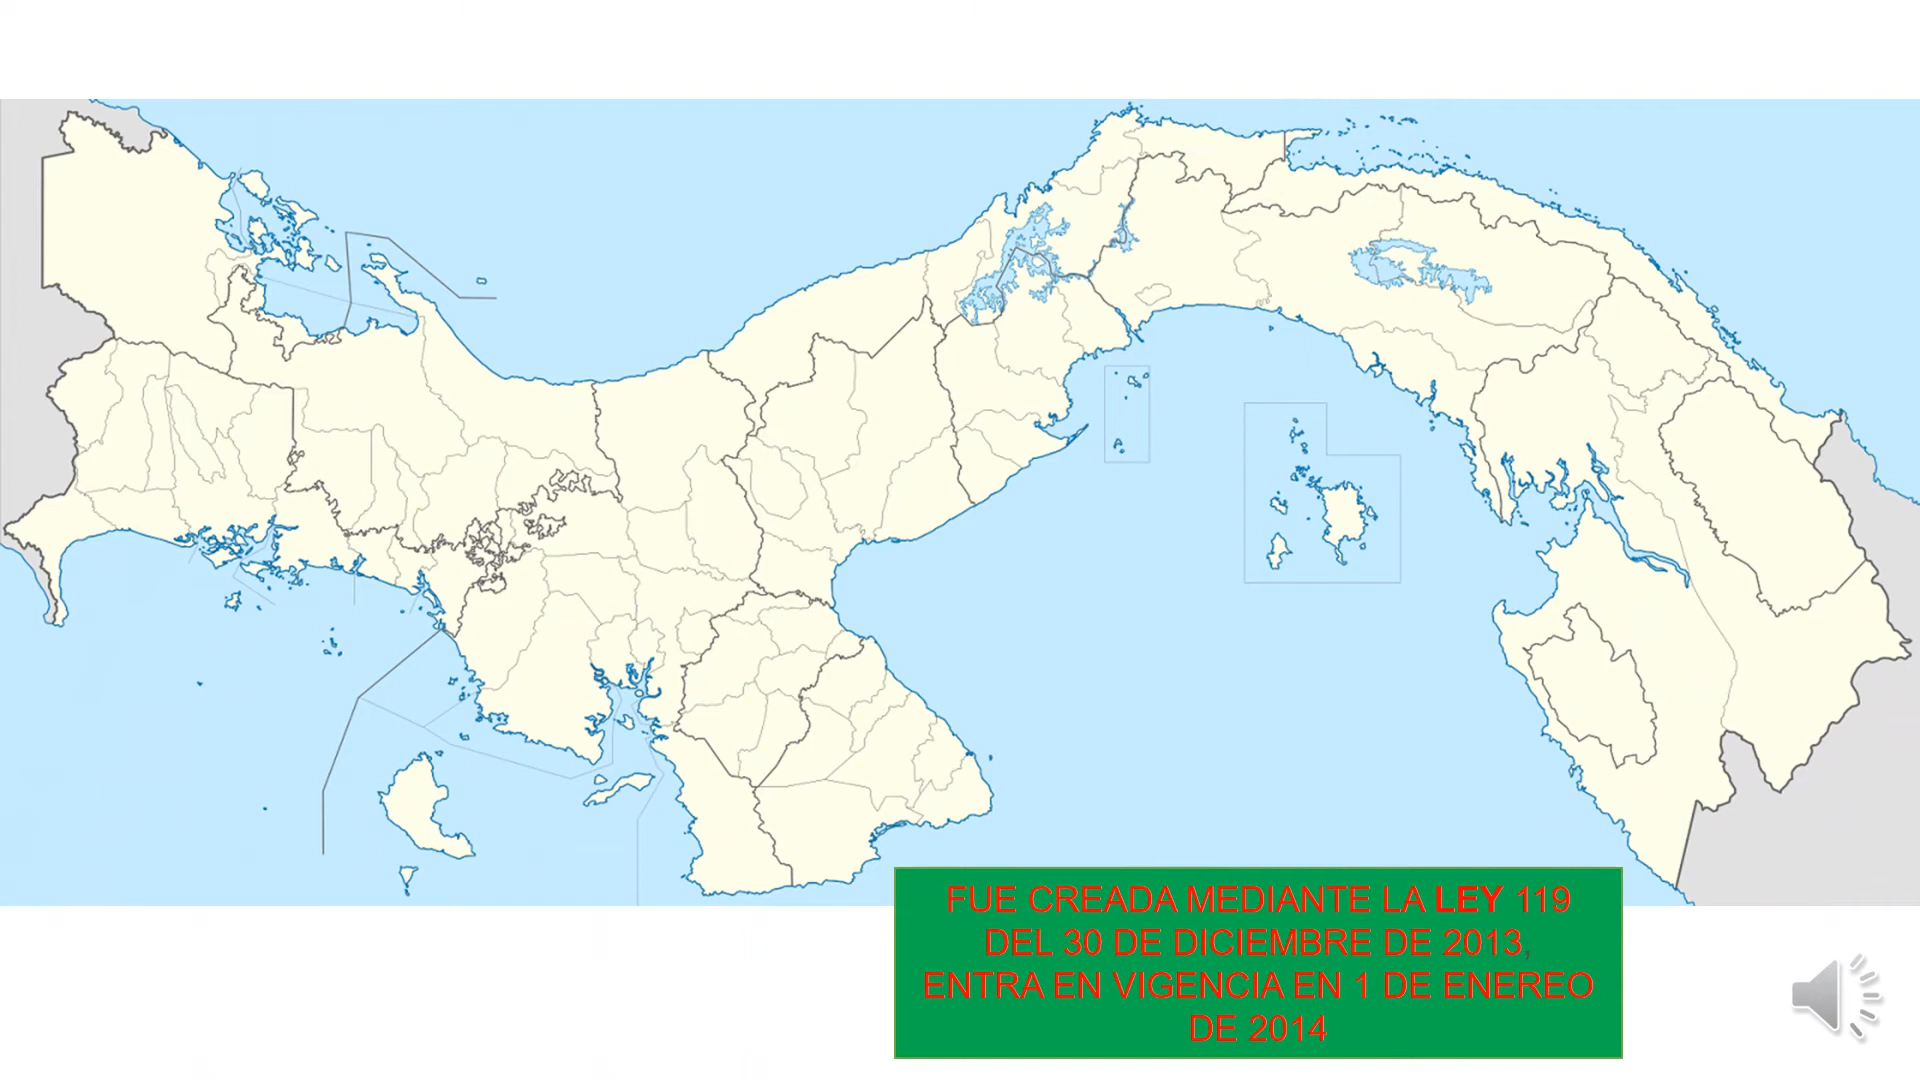 FUE CREADA MEDIANTE LA LEY 119
DEL 30 DE DICIEMBRE DE 2013,
ENTRA EN VIGENCIA EN 1 DE ENEREO
DE 2014